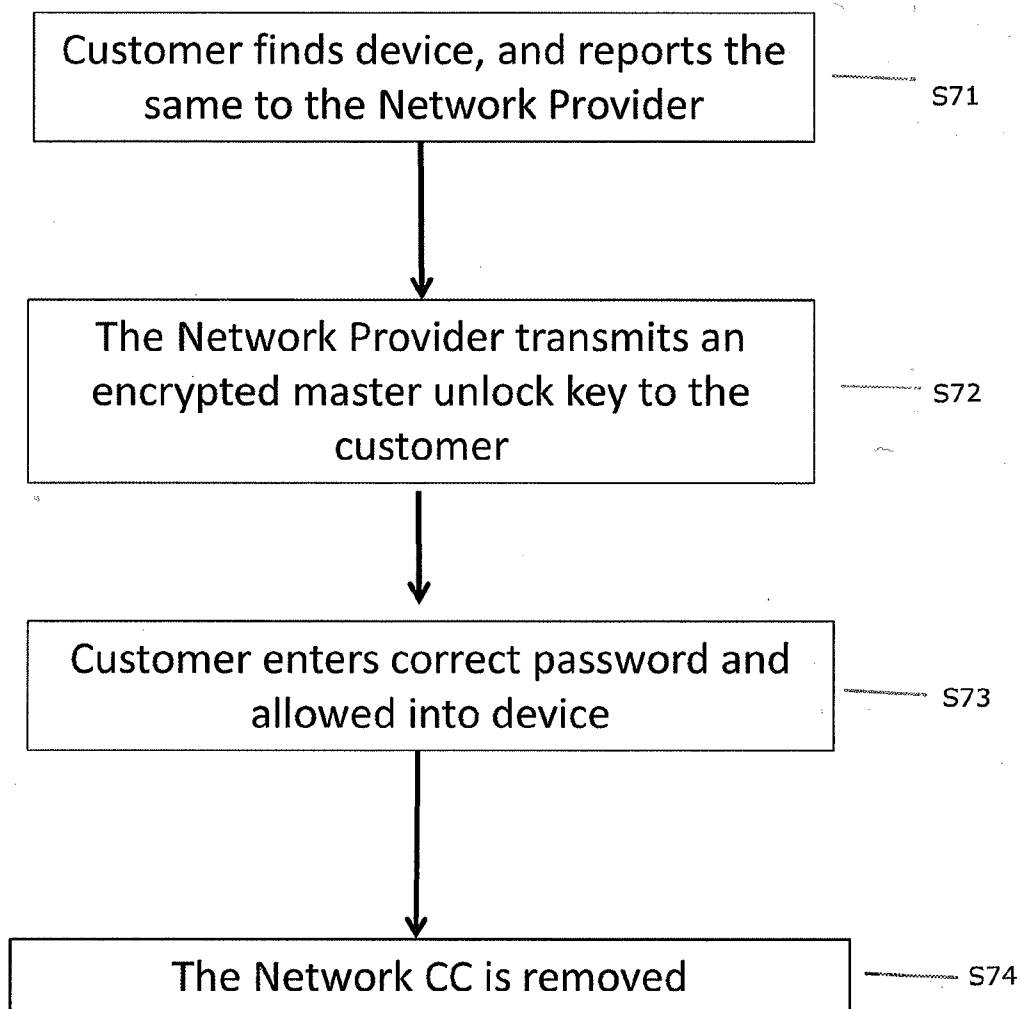 Customer finds device, and reports the
same to the Network Provider
S71
The Network Provider transmits an
encrypted master unlock key to the
customer
S72
Customer enters correct password and
allowed into device
S73
The Network CC is removed
S74